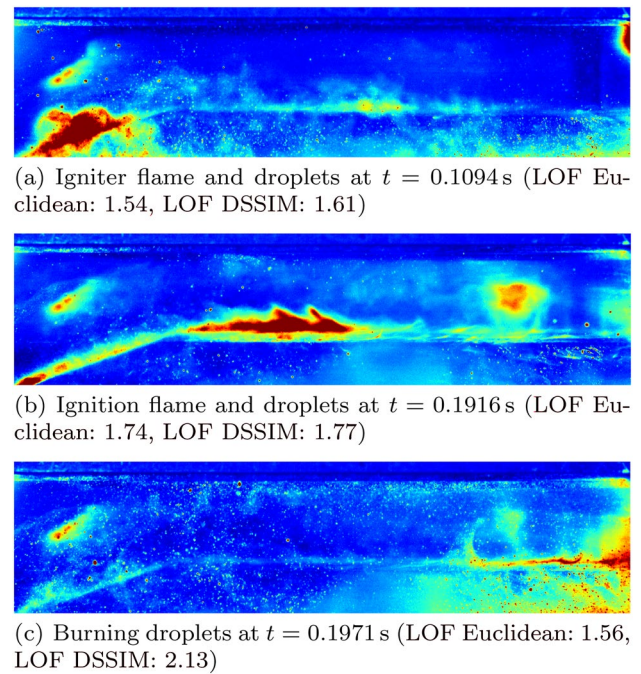 (a) Igniter flame and droplets at t = 0.1094 s (LOF Eu-
clidean: 1.54, LOF DSSIM: 1.61)
(b) Ignition flame and droplets at t = 0.1916 s (LOF Eu-
clidean: 1.74, LOF DSSIM: 1.77)
(c) Burning droplets at t = 0.1971 s (LOF Euclidean: 1.56,
LOF DSSIM: 2.13)